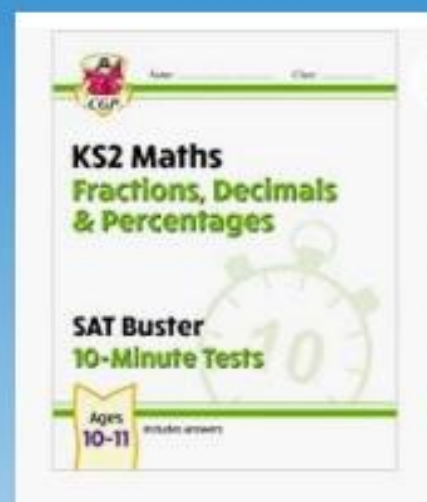 Name Class
CGP
KS2 Maths
Fractions, Decimals
& Percentages
10
SAT Buster
10-Minute Tests
Ages
10-11
includes answers